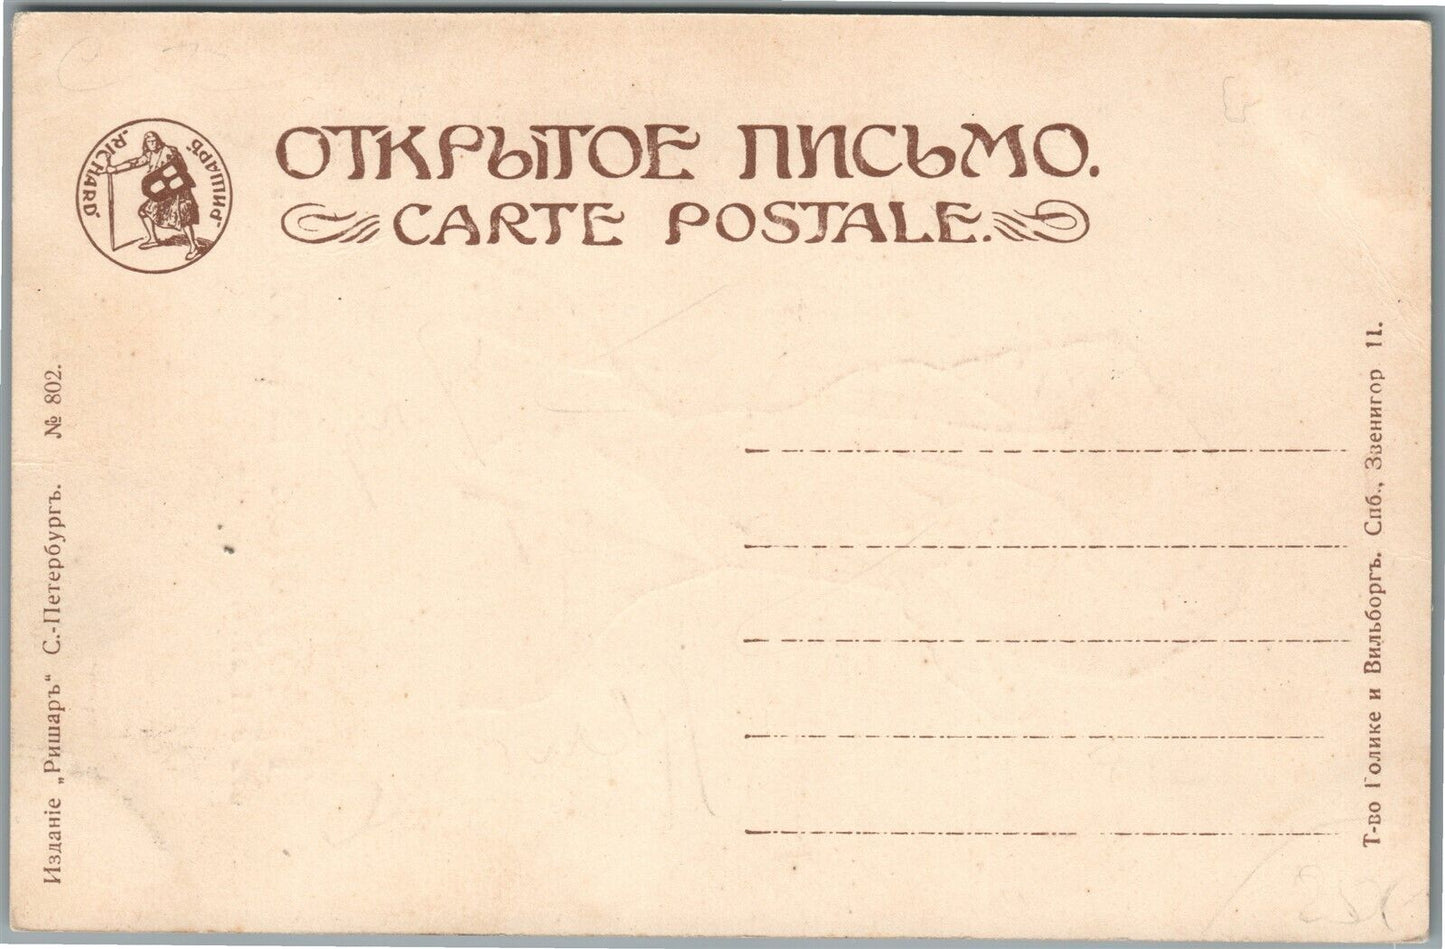 ОТКРЫТОЕ ПИСЬМО.
CARTE POSTALE.
„RICHARD“
„РИШАРЪ“
Изданіе „Ришаръ“ С.-Петербургъ. № 802.
Т-во Голике и Вильборгъ. Спб., Звенигор 11.